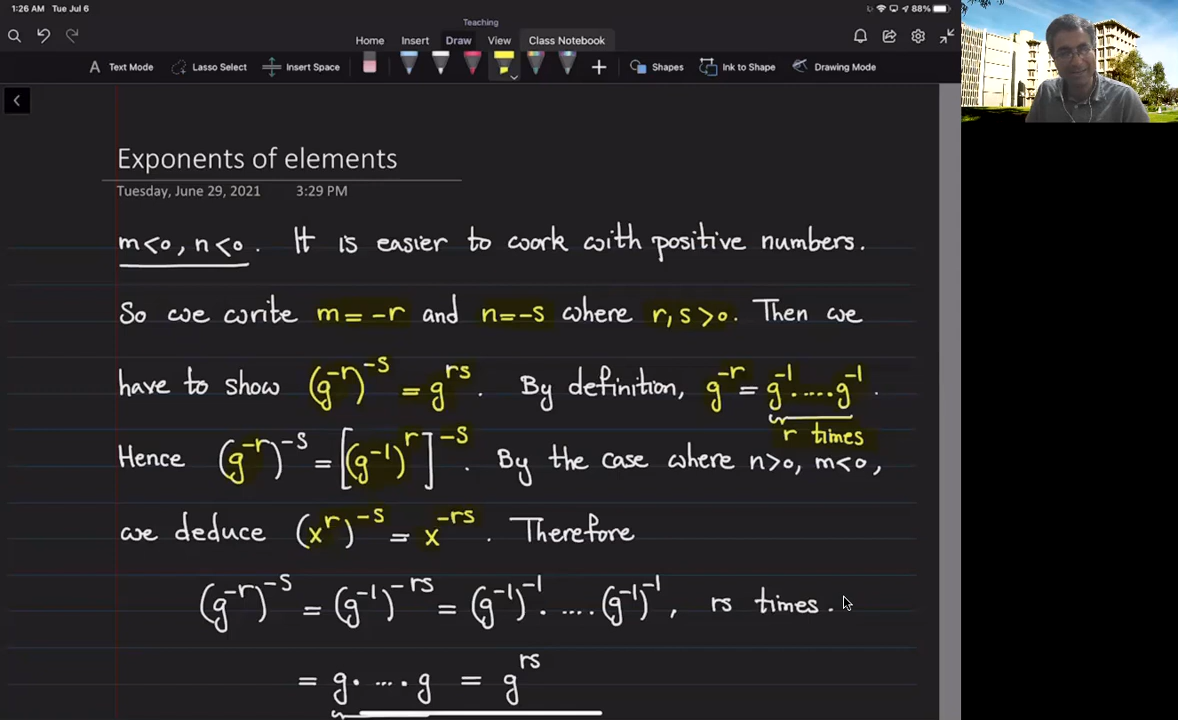 1:26 AM Tue Jul 6
88%
Teaching
Home Insert Draw View Class Notebook
Text Mode Lasso Select Insert Space Shapes Ink to Shape Drawing Mode
Exponents of elements
Tuesday, June 29, 2021 3:29 PM
m<0, n<0. It is easier to work with positive numbers.
So we write m=-r and n=-s where r,s>0. Then we
have to show (g^{-r})^{-s} = g^{rs}. By definition, g^{-r} = g^{-1}.....g^{-1}.
r times
Hence (g^{-r})^{-s} = [(g^{-1})^r]^{-s}. By the case where n>0, m<0,
we deduce (x^r)^{-s} = x^{-rs}. Therefore
(g^{-r})^{-s} = (g^{-1})^{-rs} = (g^{-1})^{-1}.....(g^{-1})^{-1}, rs times.
= g. ....g = g^{rs}